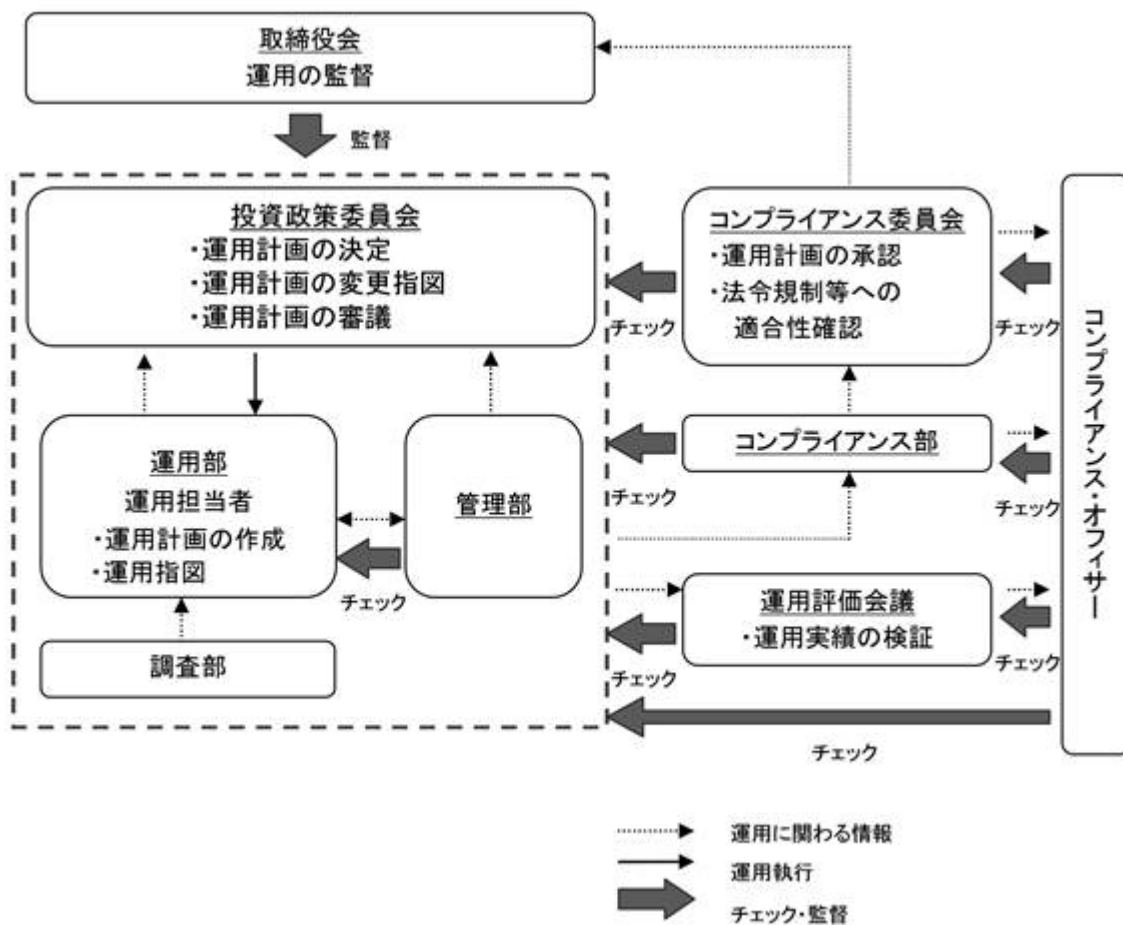 取締役会
運用の監督
監督
投資政策委員会
・運用計画の決定
・運用計画の変更指図
・運用計画の審議
コンプライアンス委員会
・運用計画の承認
・法令規制等への
適合性確認
チェック
チェック
コンプライアンス・オフィサー
運用部
運用担当者
・運用計画の作成
・運用指図
チェック
管理部
コンプライアンス部
チェック
チェック
調査部
運用評価会議
・運用実績の検証
チェック
チェック
チェック
運用に関わる情報
運用執行
チェック・監督